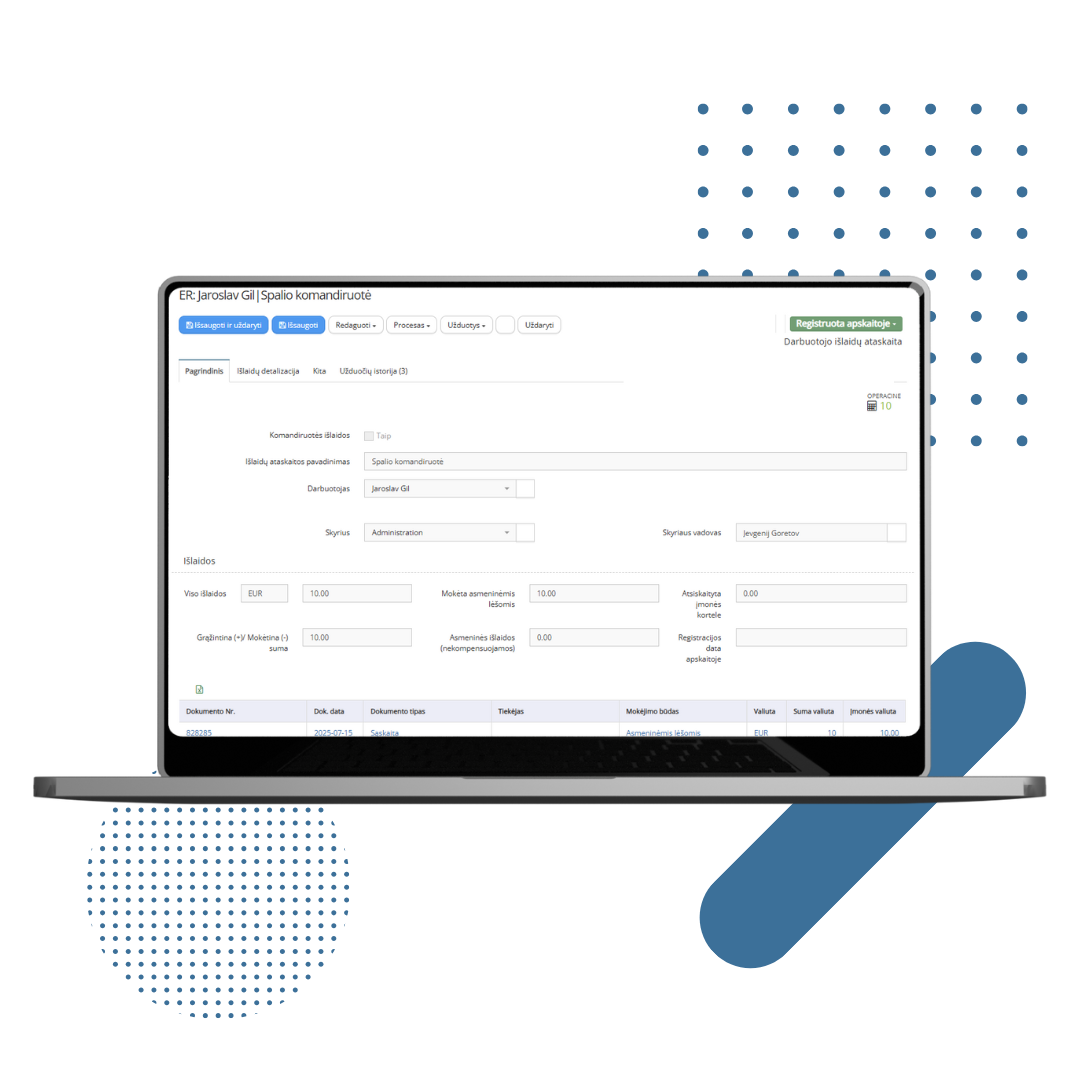 ER: Jaroslav Gil|Spalio komandiruotė
Išsaugoti ir uždaryti Išsaugoti Redaguoti Procesas Užduotys Uždaryti Registruota apskaitoje
Darbuotojo išlaidų ataskaita
Pagrindinis Išlaidų detalizacija Kita Užduočių istorija (3)
OPERACINE
10
Komandiruotės išlaidos Taip
Išlaidų ataskaitos pavadinimas Spalio komandiruotė
Darbuotojas Jaroslav Gil
Skyrius Administration Skyriaus vadovas Jevgenij Goretov
Išlaidos
Viso išlaidos EUR 10.00 Mokėta asmeninėmis lėšomis 10.00 Atsiskaityta įmonės kortele 0.00
Grąžintina (+)/ Mokėtina (-) suma 10.00 Asmeninės išlaidos (nekompensuojamos) 0.00 Registracijos data apskaitoje
Dokumento Nr. Dok. data Dokumento tipas Tiekėjas Mokėjimo būdas Valiuta Suma valiuta Įmonės valiuta
828285 2025-07-15 Sąskaita Asmeninėmis lėšomis EUR 10 10.00